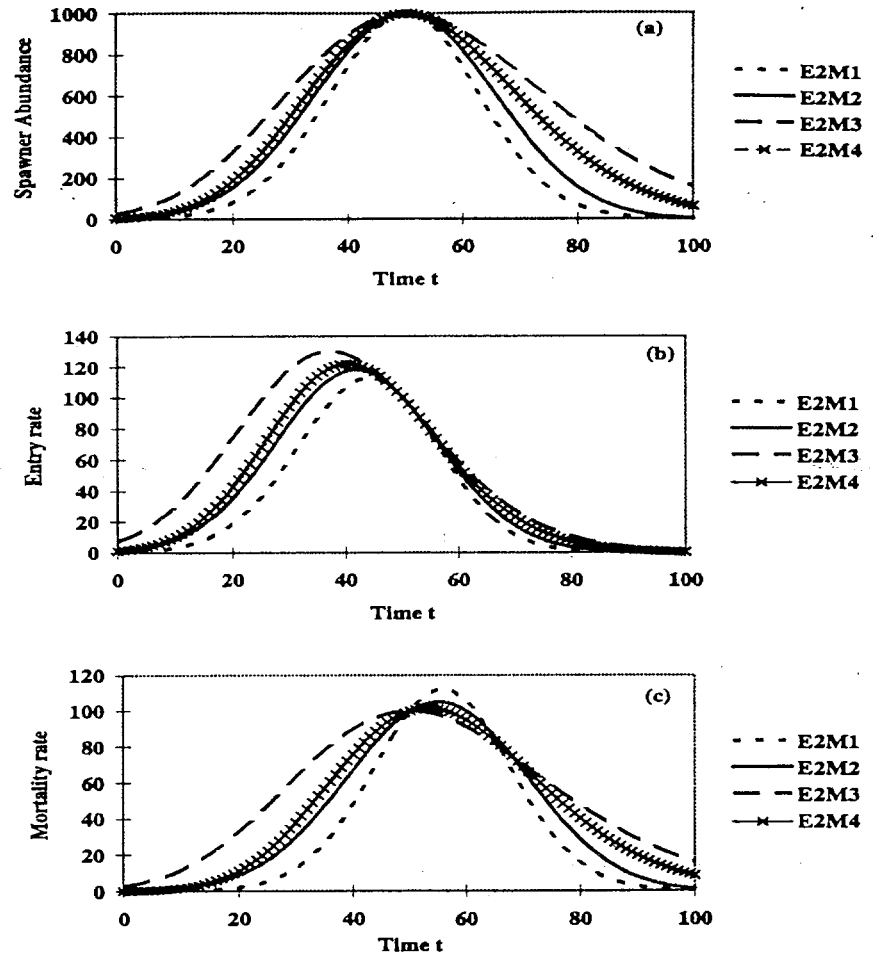 (a)
Spawner Abundance
1000
800
600
400
200
0
0 20 40 60 80 100
Time t
E2M1
E2M2
E2M3
E2M4
(b)
Entry rate
140
120
100
80
60
40
20
0
0 20 40 60 80 100
Time t
E2M1
E2M2
E2M3
E2M4
(c)
Mortality rate
120
100
80
60
40
20
0
0 20 40 60 80 100
Time t
E2M1
E2M2
E2M3
E2M4